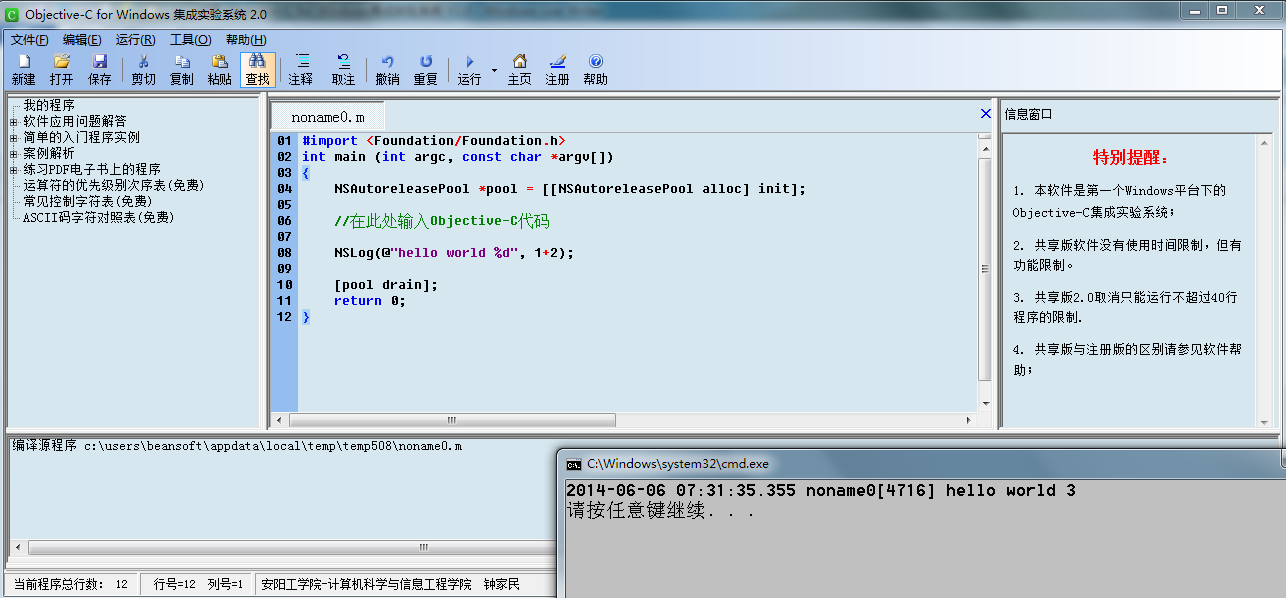 Objective-C for Windows 集成实验系统 2.0
文件(F) 编辑(E) 运行(R) 工具(O) 帮助(H)
新建 打开 保存 剪切 复制 粘贴 查找 注释 取注 撤销 重复 运行 主页 注册 帮助
我的程序
软件应用问题解答
简单的入门程序实例
案例解析
练习PDF电子书上的程序
运算符的优先级别次序表(免费)
常见控制字符表(免费)
ASCII码字符对照表(免费)
noname0.m
01 #import <Foundation/Foundation.h>
02 int main (int argc, const char *argv[])
03 {
04 NSAutoreleasePool *pool = [[NSAutoreleasePool alloc] init];
05
06 //在此处输入Objective-C代码
07
08 NSLog(@"hello world %d", 1+2);
09
10 [pool drain];
11 return 0;
12 }
信息窗口
特别提醒：
1. 本软件是第一个Windows平台下的
Objective-C集成实验系统；
2. 共享版软件没有使用时间限制，但有
功能限制。
3. 共享版2.0取消只能运行不超过40行
程序的限制.
4. 共享版与注册版的区别请参见软件帮
助；
编译源程序 c:\users\beansoft\appdata\local\temp\temp508\noname0.m
C:\Windows\system32\cmd.exe
2014-06-06 07:31:35.355 noname0[4716] hello world 3
请按任意键继续. . .
当前程序总行数： 12 行号=12 列号=1 安阳工学院-计算机科学与信息工程学院 钟家民